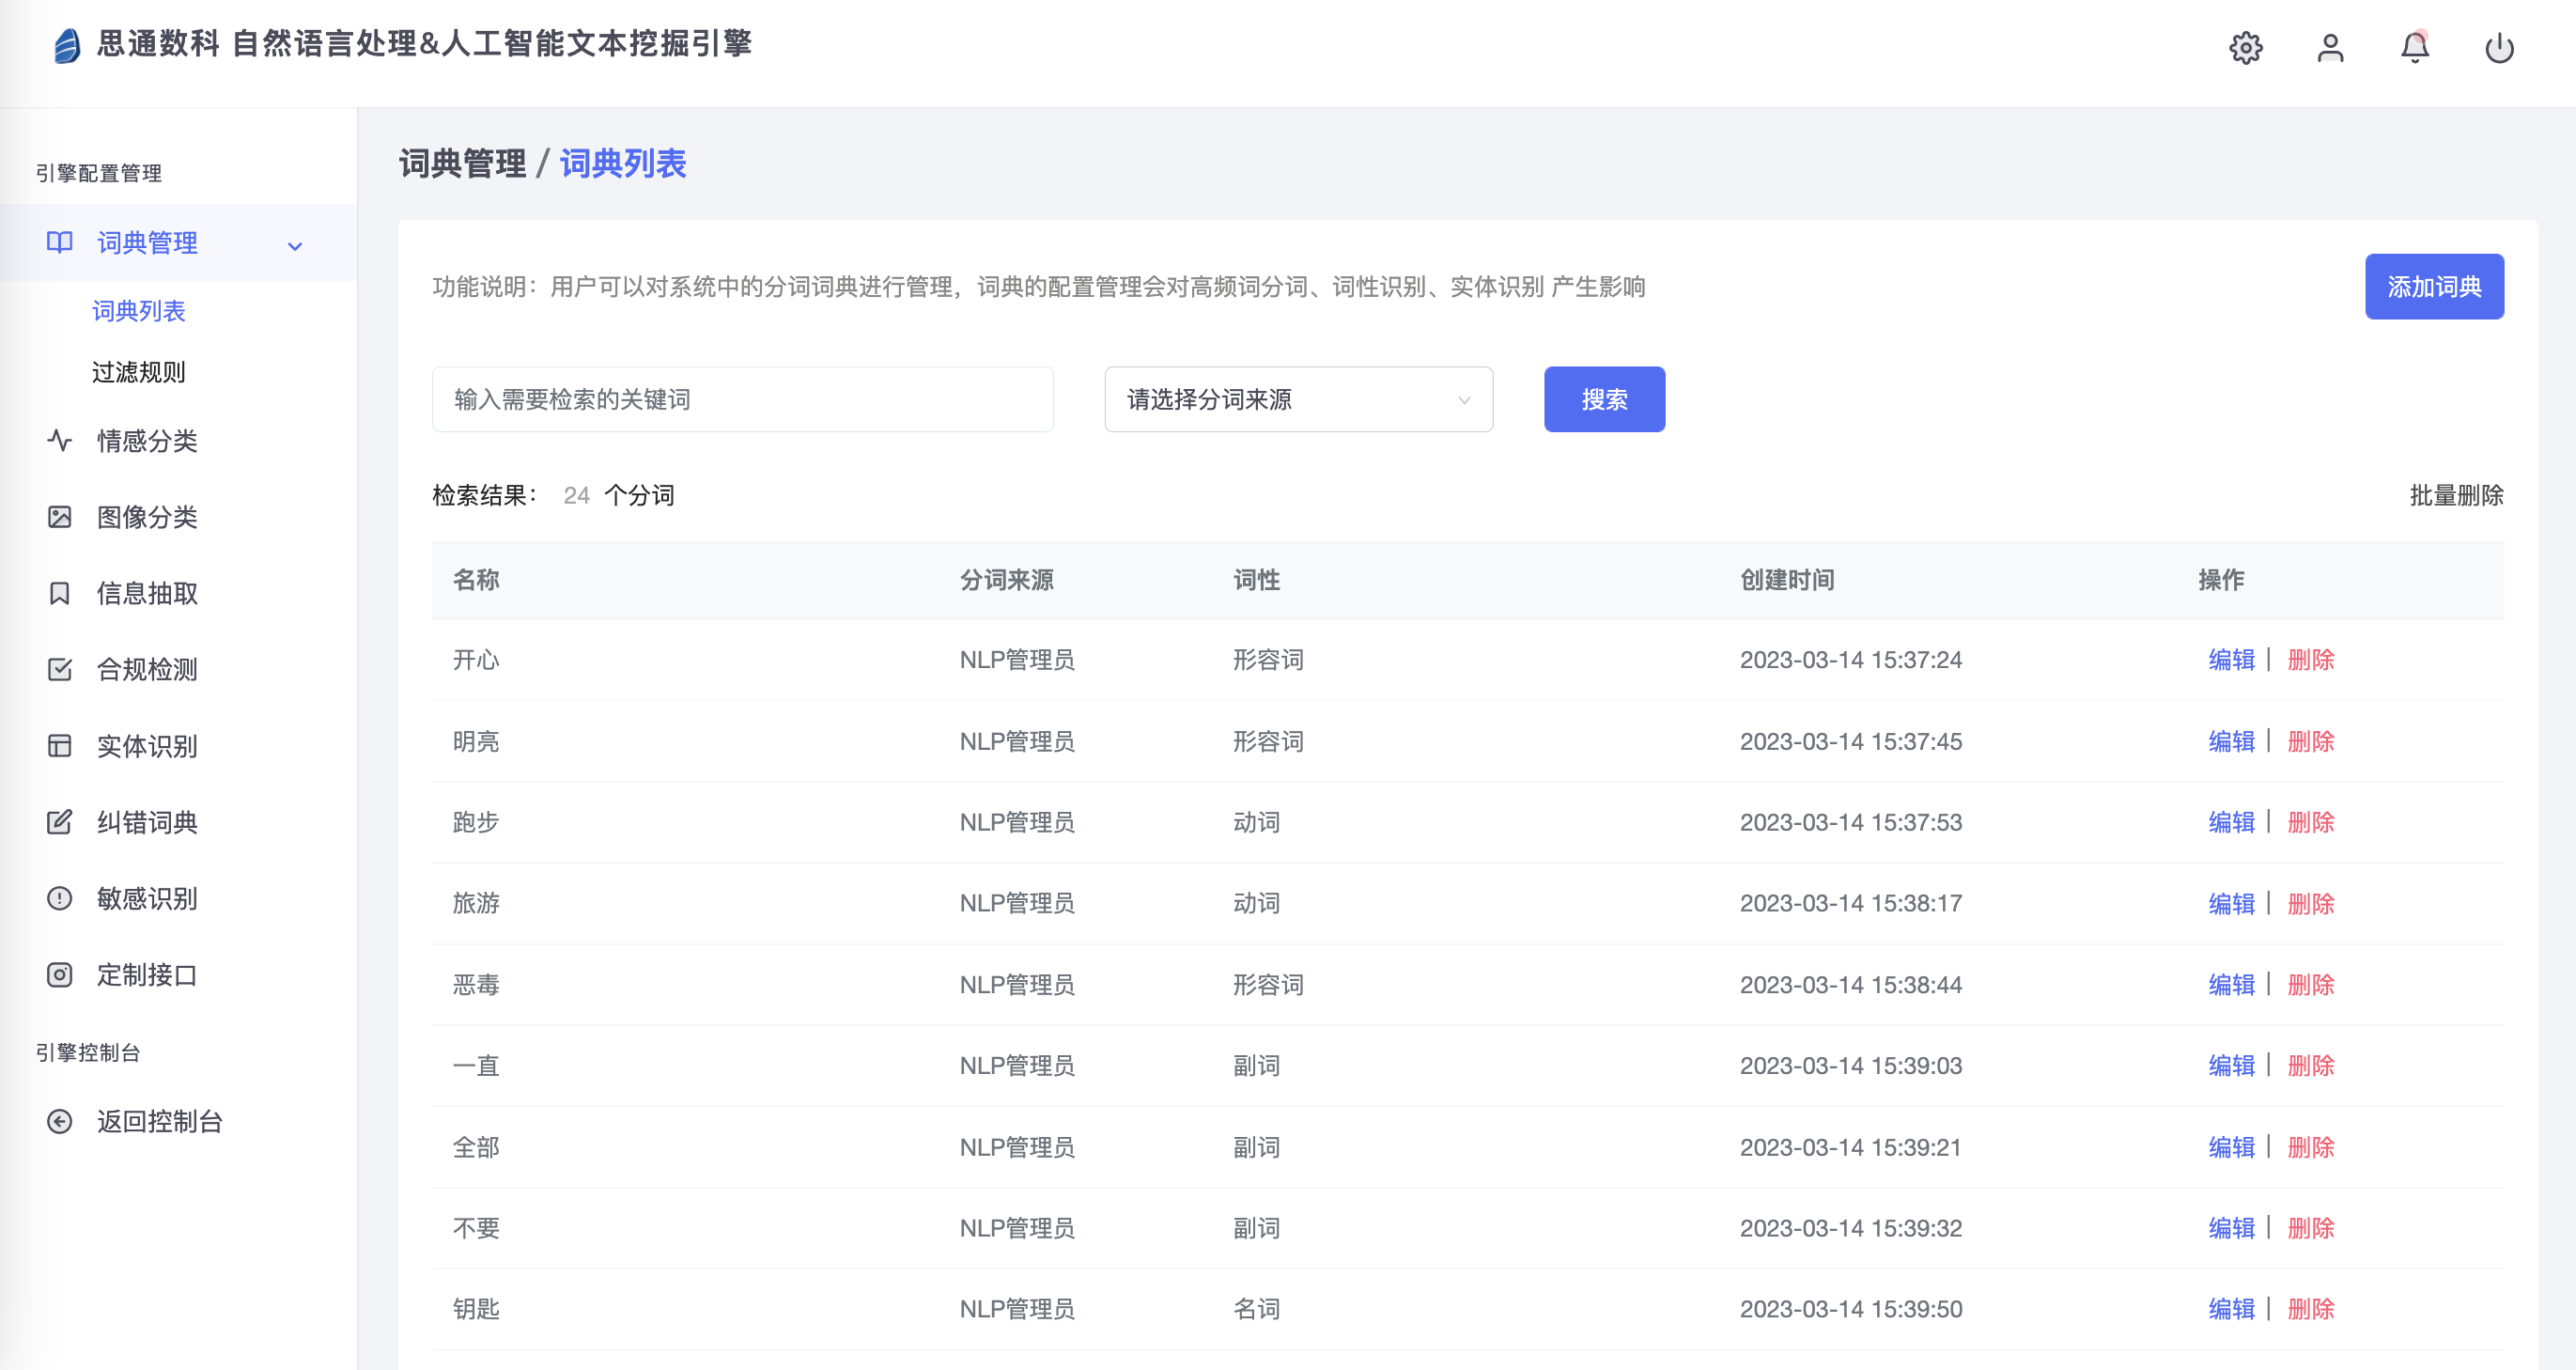 思通数科 自然语言处理&人工智能文本挖掘引擎
引擎配置管理
词典管理
词典列表
过滤规则
情感分类
图像分类
信息抽取
合规检测
实体识别
纠错词典
敏感识别
定制接口
引擎控制台
返回控制台
词典管理 / 词典列表
功能说明：用户可以对系统中的分词词典进行管理，词典的配置管理会对高频词分词、词性识别、实体识别 产生影响
添加词典
输入需要检索的关键词 请选择分词来源 搜索
检索结果： 24 个分词 批量删除
名称 分词来源 词性 创建时间 操作
开心 NLP管理员 形容词 2023-03-14 15:37:24 编辑 | 删除
明亮 NLP管理员 形容词 2023-03-14 15:37:45 编辑 | 删除
跑步 NLP管理员 动词 2023-03-14 15:37:53 编辑 | 删除
旅游 NLP管理员 动词 2023-03-14 15:38:17 编辑 | 删除
恶毒 NLP管理员 形容词 2023-03-14 15:38:44 编辑 | 删除
一直 NLP管理员 副词 2023-03-14 15:39:03 编辑 | 删除
全部 NLP管理员 副词 2023-03-14 15:39:21 编辑 | 删除
不要 NLP管理员 副词 2023-03-14 15:39:32 编辑 | 删除
钥匙 NLP管理员 名词 2023-03-14 15:39:50 编辑 | 删除